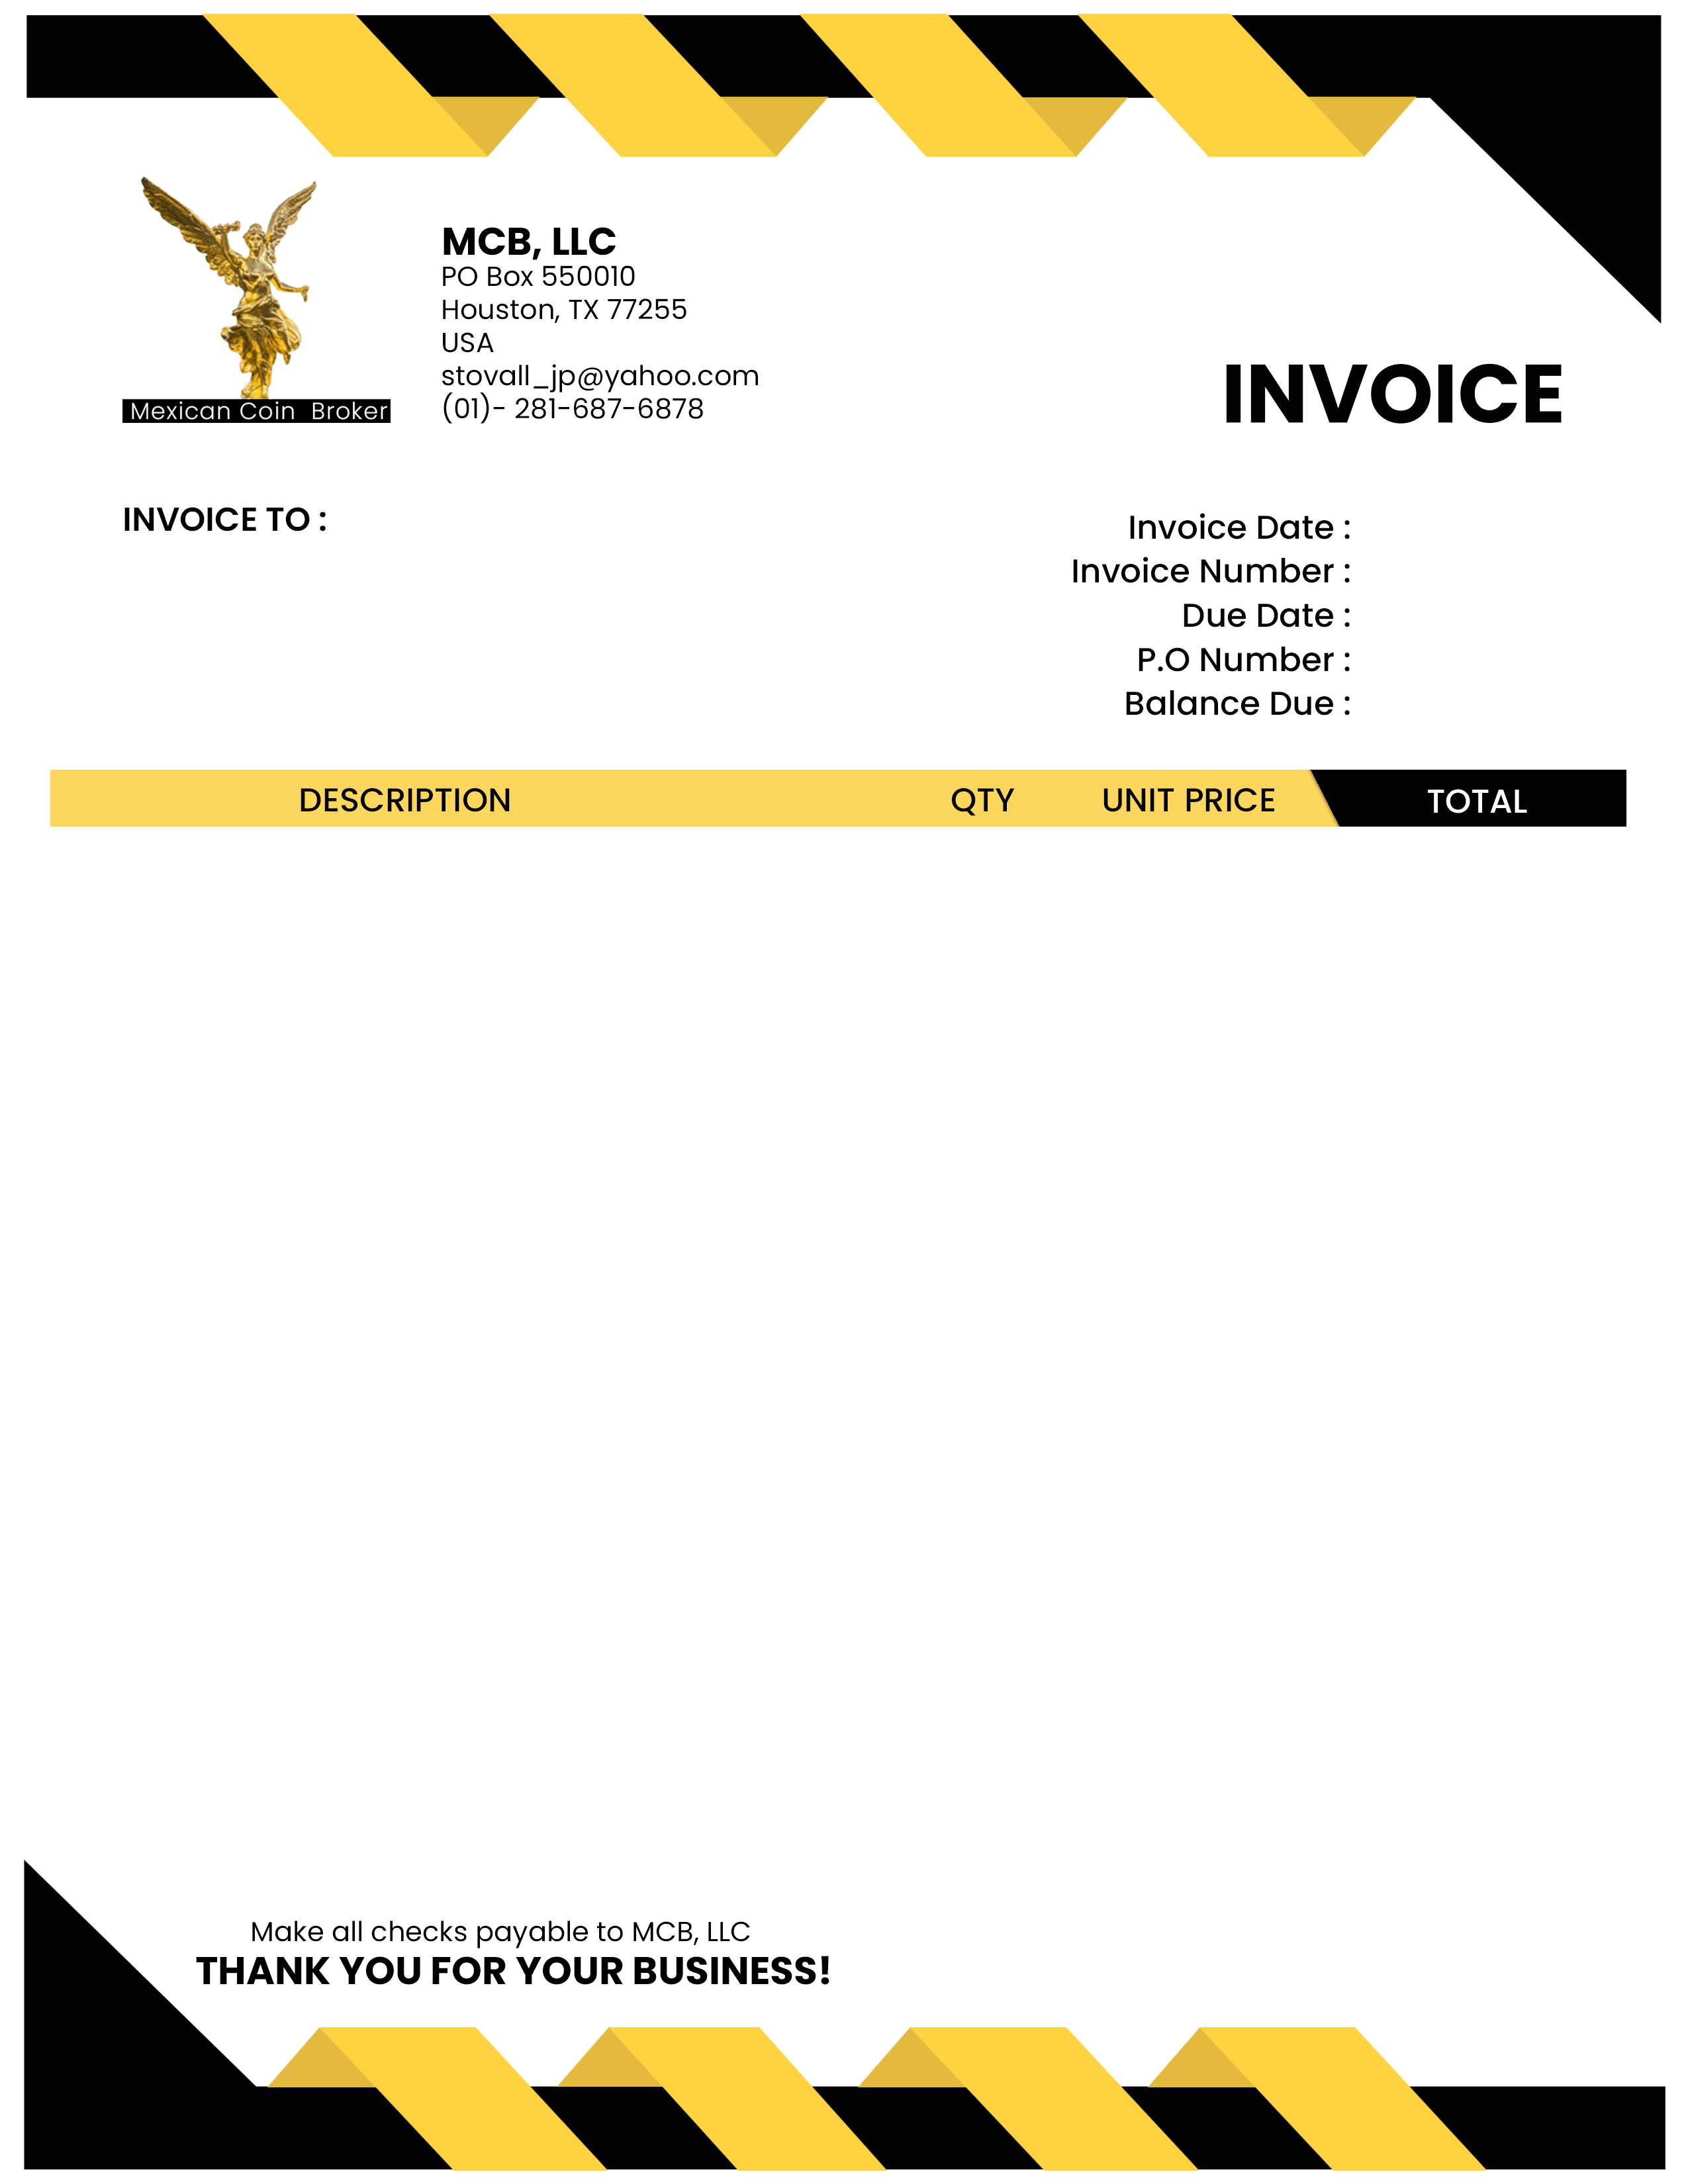 MCB, LLC
PO Box 550010
Houston, TX 77255
USA
stovall_jp@yahoo.com
(01)- 281-687-6878
Mexican Coin Broker
INVOICE
INVOICE TO :
Invoice Date :
Invoice Number :
Due Date :
P.O Number :
Balance Due :
DESCRIPTION QTY UNIT PRICE TOTAL
Make all checks payable to MCB, LLC
THANK YOU FOR YOUR BUSINESS!